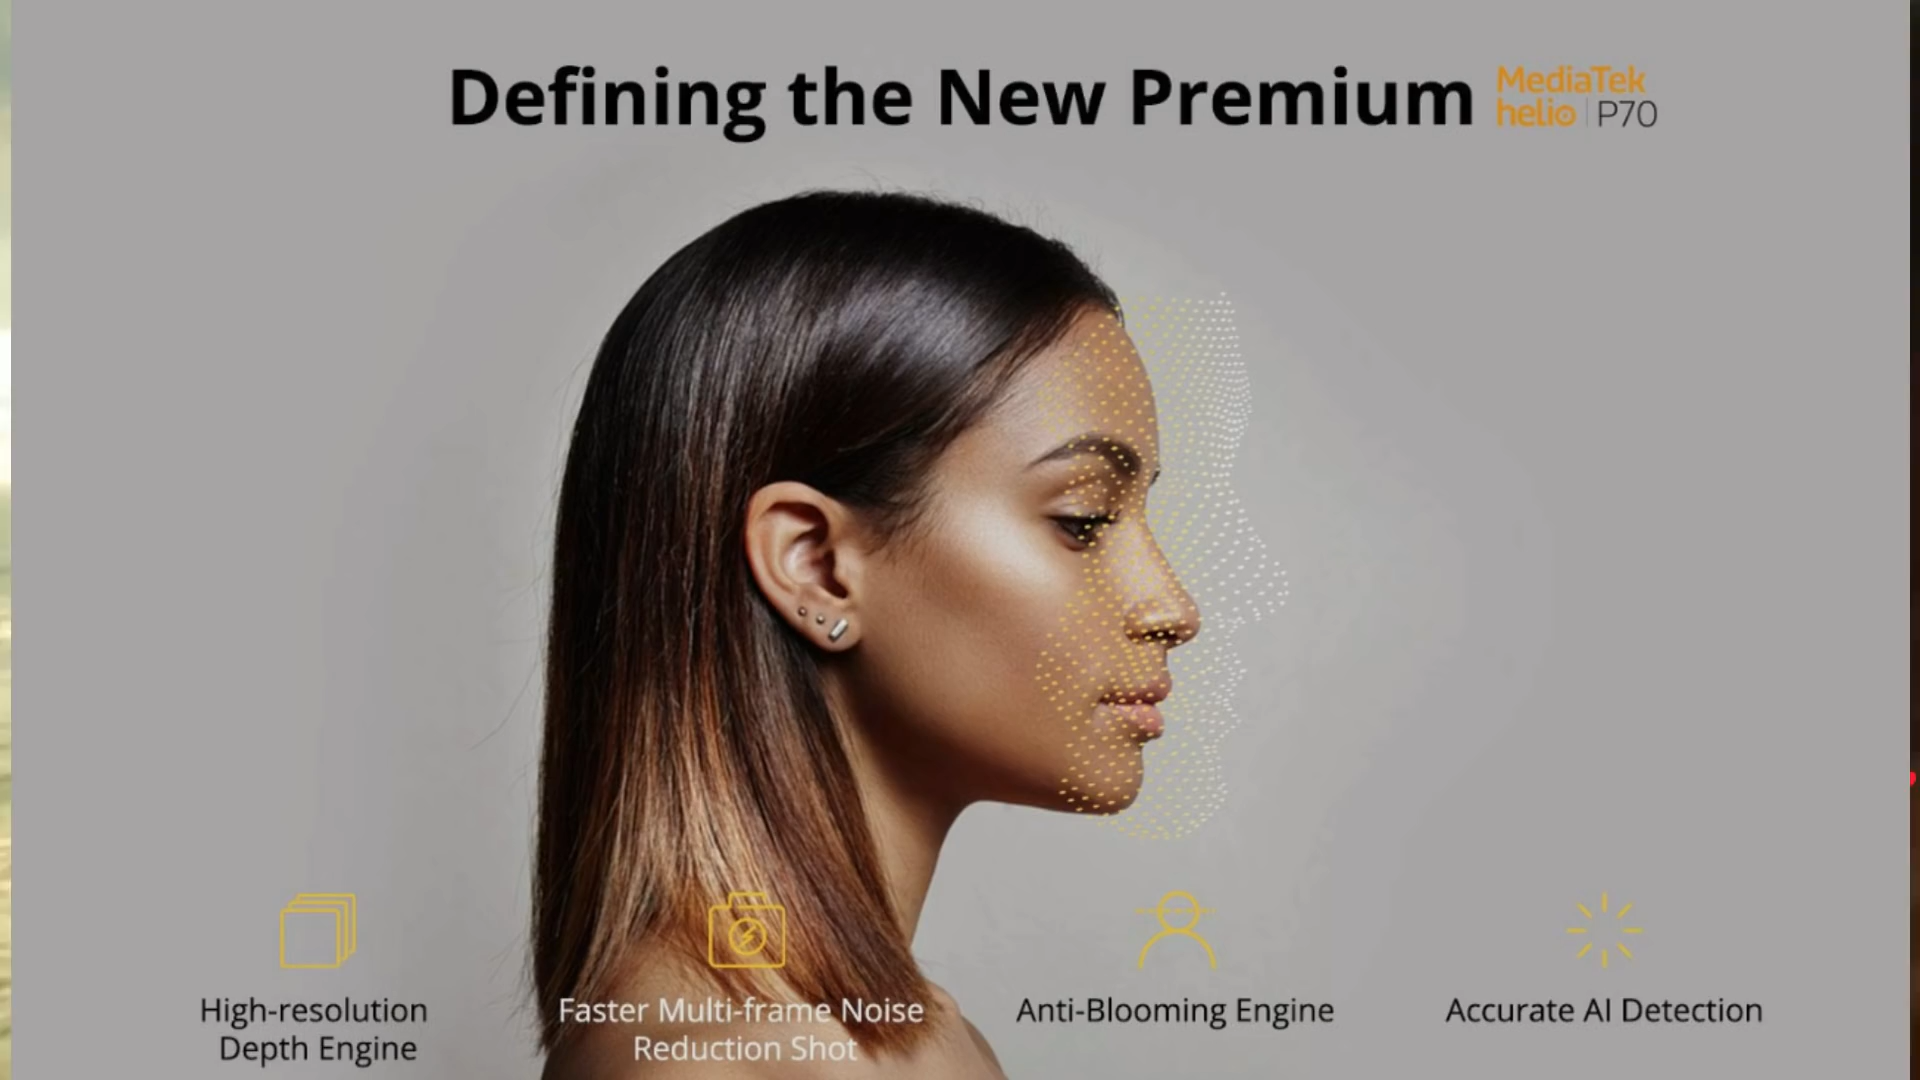 Defining the New Premium
MediaTek
helio | P70
High-resolution
Depth Engine
Faster Multi-frame Noise
Reduction Shot
Anti-Blooming Engine
Accurate AI Detection